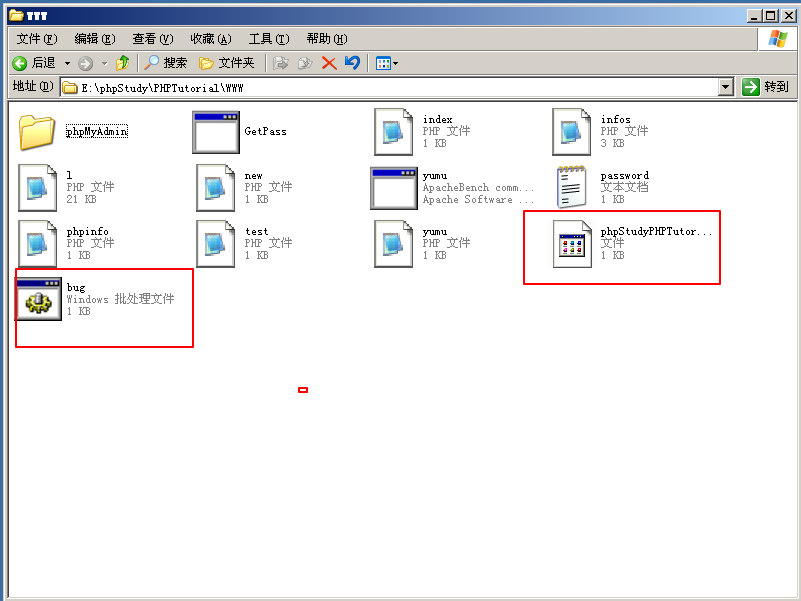 WWW
文件(F) 编辑(E) 查看(V) 收藏(A) 工具(T) 帮助(H)
后退 搜索 文件夹
地址(D) E:\phpStudy\PHPTutorial\WWW 转到
phpMyAdmin
GetPass
index
PHP 文件
1 KB
infos
PHP 文件
3 KB
l
PHP 文件
21 KB
new
PHP 文件
1 KB
yumu
ApacheBench comm...
Apache Software ...
password
文本文档
1 KB
phpinfo
PHP 文件
1 KB
test
PHP 文件
1 KB
yumu
PHP 文件
1 KB
phpStudyPHPTutor...
文件
1 KB
bug
Windows 批处理文件
1 KB